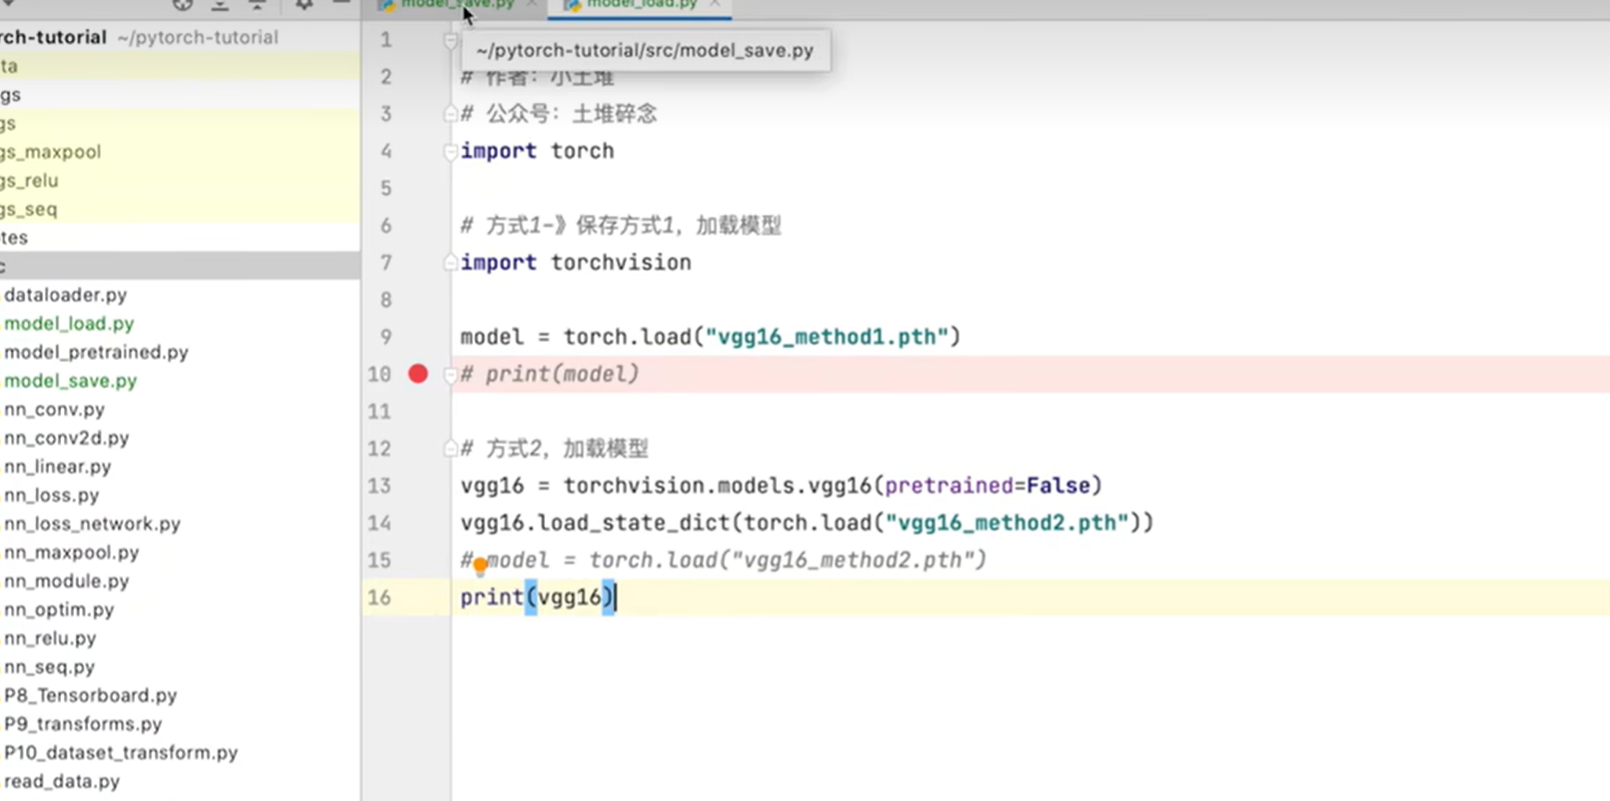 model_save.py
model_load.py
rch-tutorial ~/pytorch-tutorial
ta
gs
gs
gs_maxpool
gs_relu
gs_seq
tes
c
dataloader.py
model_load.py
model_pretrained.py
model_save.py
nn_conv.py
nn_conv2d.py
nn_linear.py
nn_loss.py
nn_loss_network.py
nn_maxpool.py
nn_module.py
nn_optim.py
nn_relu.py
nn_seq.py
P8_Tensorboard.py
P9_transforms.py
P10_dataset_transform.py
read_data.py
~/pytorch-tutorial/src/model_save.py
1
2 # 作者：小土堆
3 # 公众号：土堆碎念
4 import torch
5
6 # 方式1-》保存方式1，加载模型
7 import torchvision
8
9 model = torch.load("vgg16_method1.pth")
10 # print(model)
11
12 # 方式2，加载模型
13 vgg16 = torchvision.models.vgg16(pretrained=False)
14 vgg16.load_state_dict(torch.load("vgg16_method2.pth"))
15 # model = torch.load("vgg16_method2.pth")
16 print(vgg16)